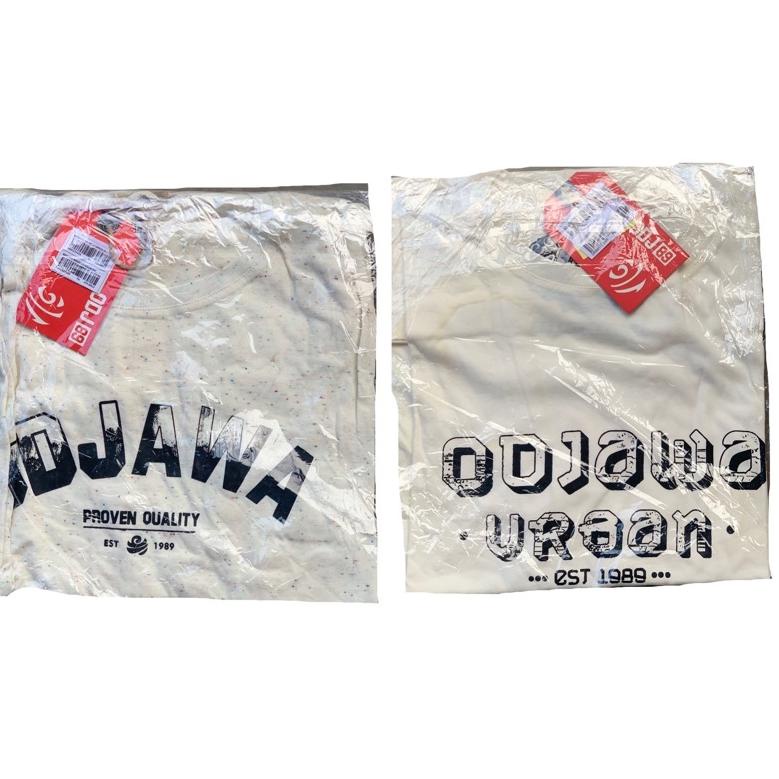 ODJAWA
PROVEN QUALITY
EST 1989
ODJAWA
URBAN
EST 1989